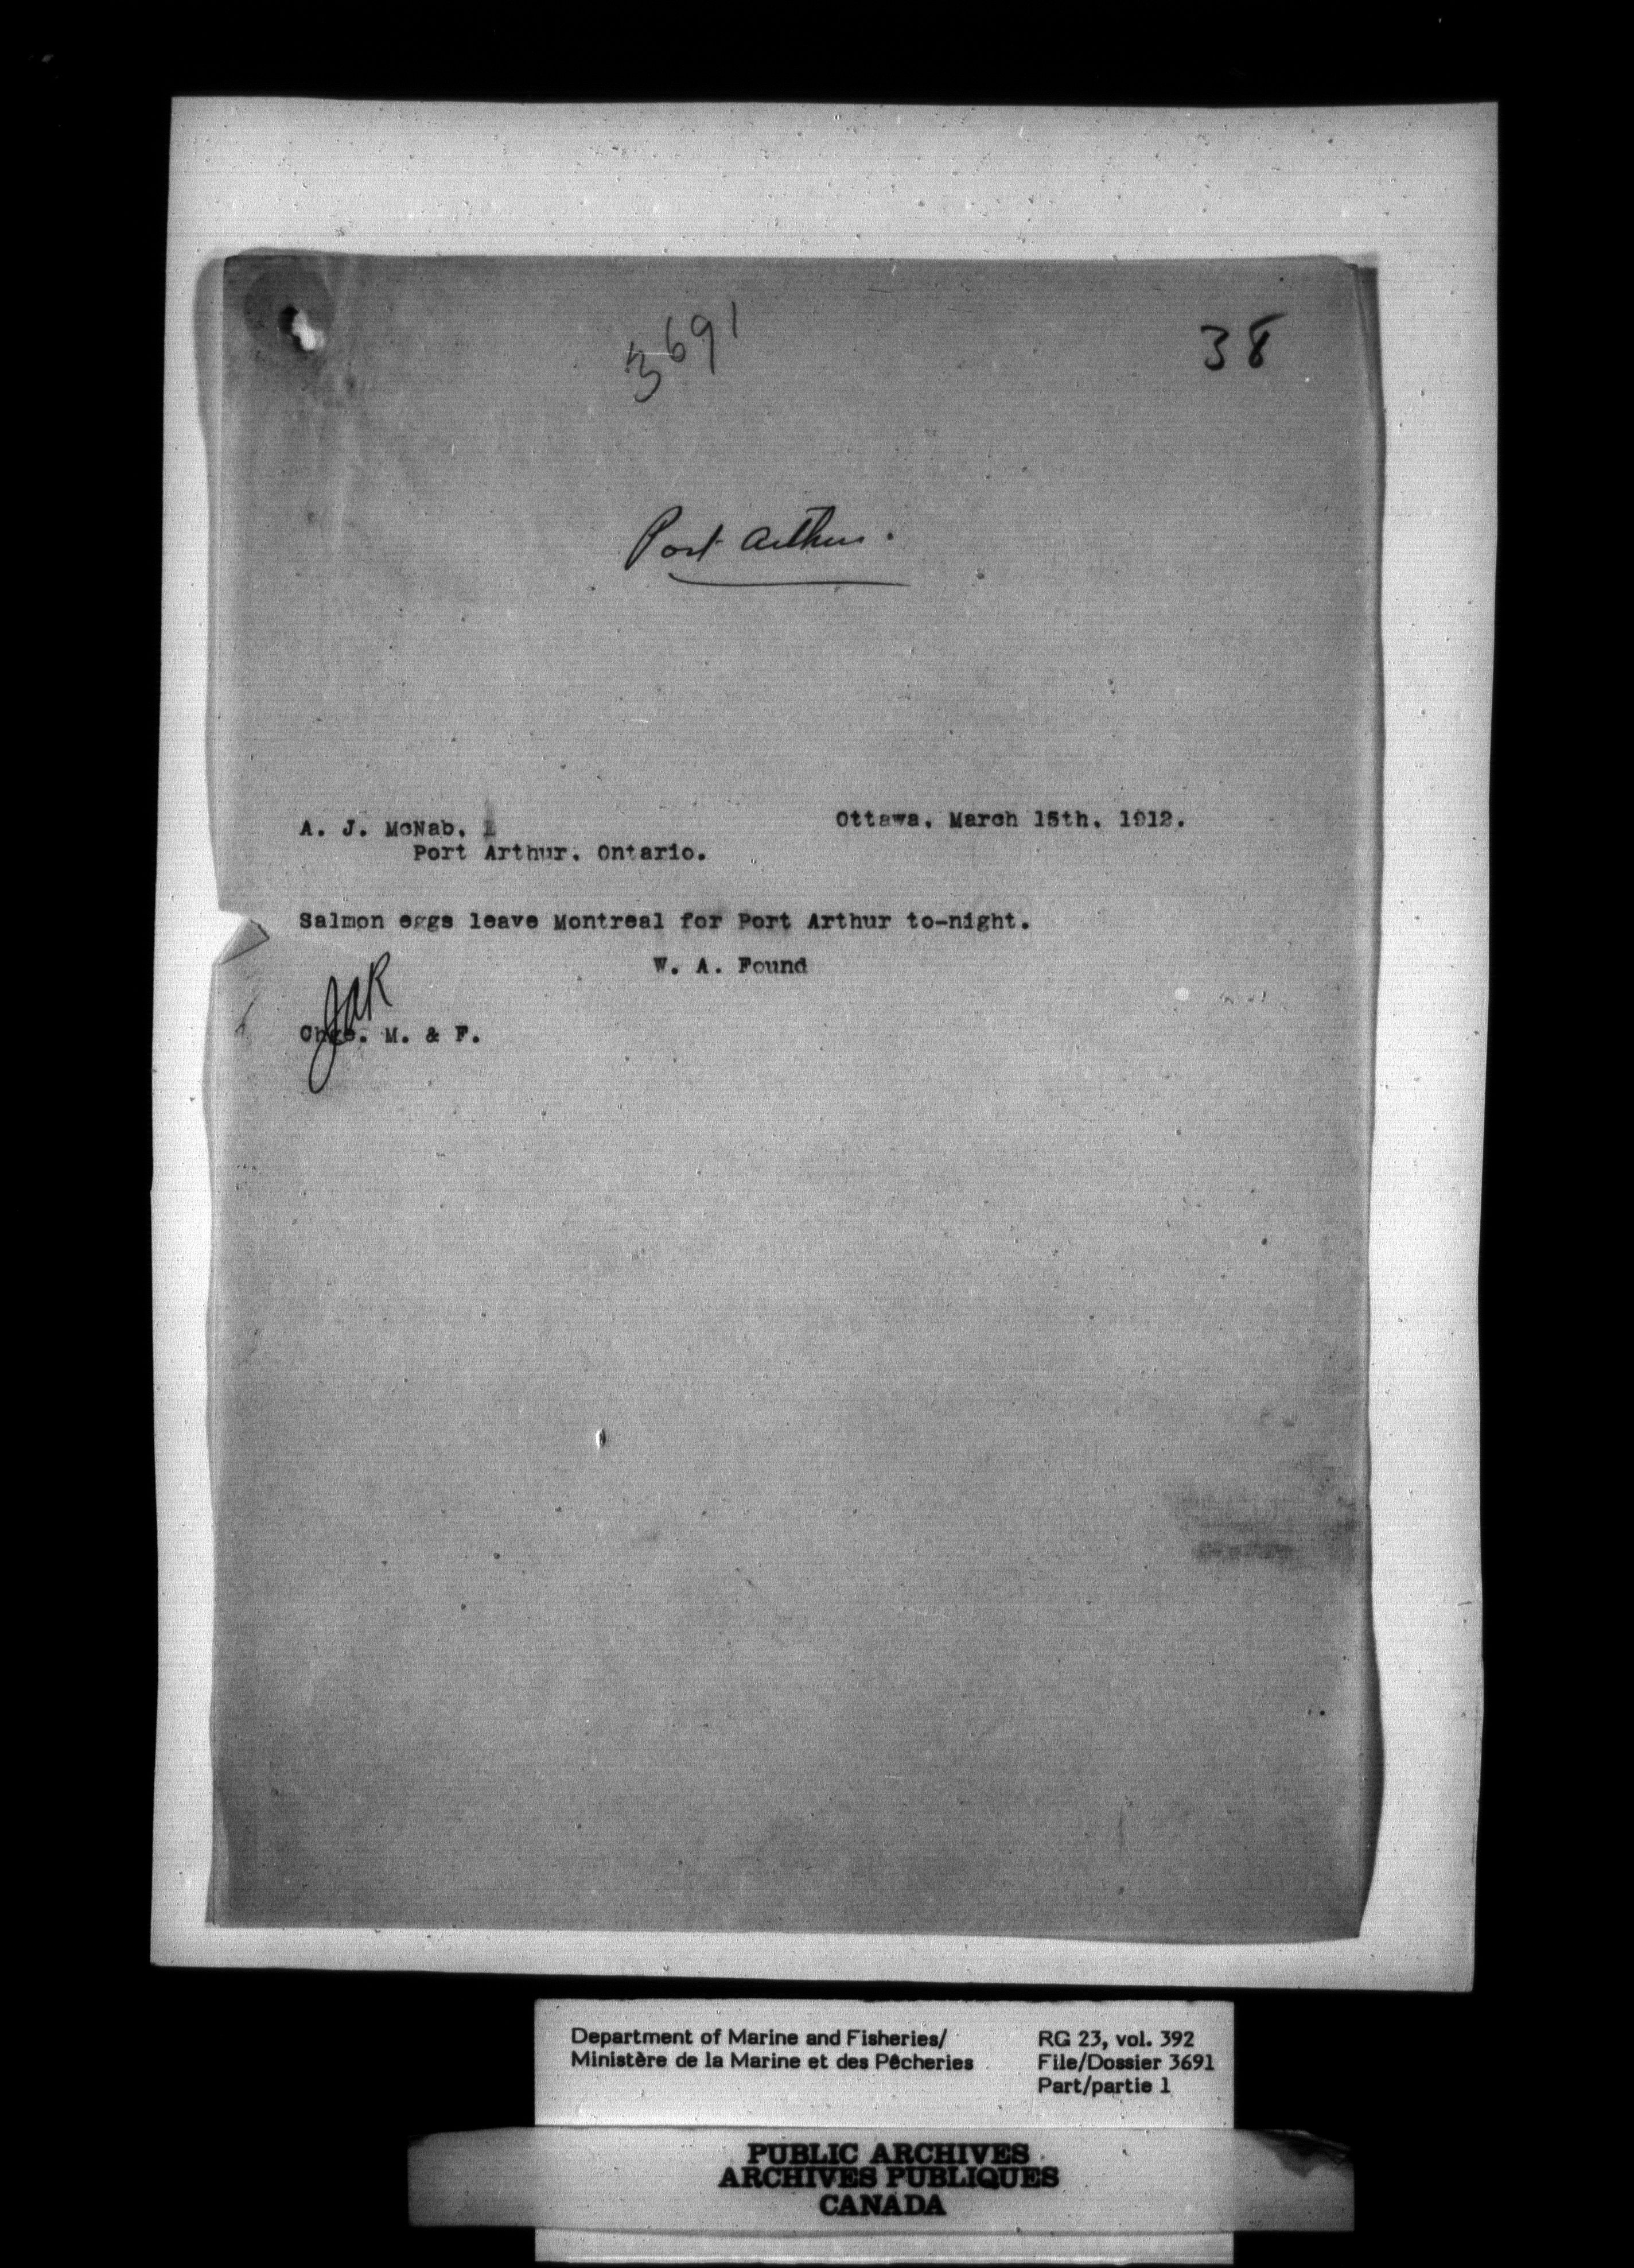 3691
38
Port Arthur.
Ottawa, March 15th, 1912.
A. J. McNab,
Port Arthur, Ontario.
Salmon eggs leave Montreal for Port Arthur to-night.
W. A. Found
Chge. M. & F.
Department of Marine and Fisheries/
Ministère de la Marine et des Pêcheries
RG 23, vol. 392
File/Dossier 3691
Part/partie 1
PUBLIC ARCHIVES
ARCHIVES PUBLIQUES
CANADA